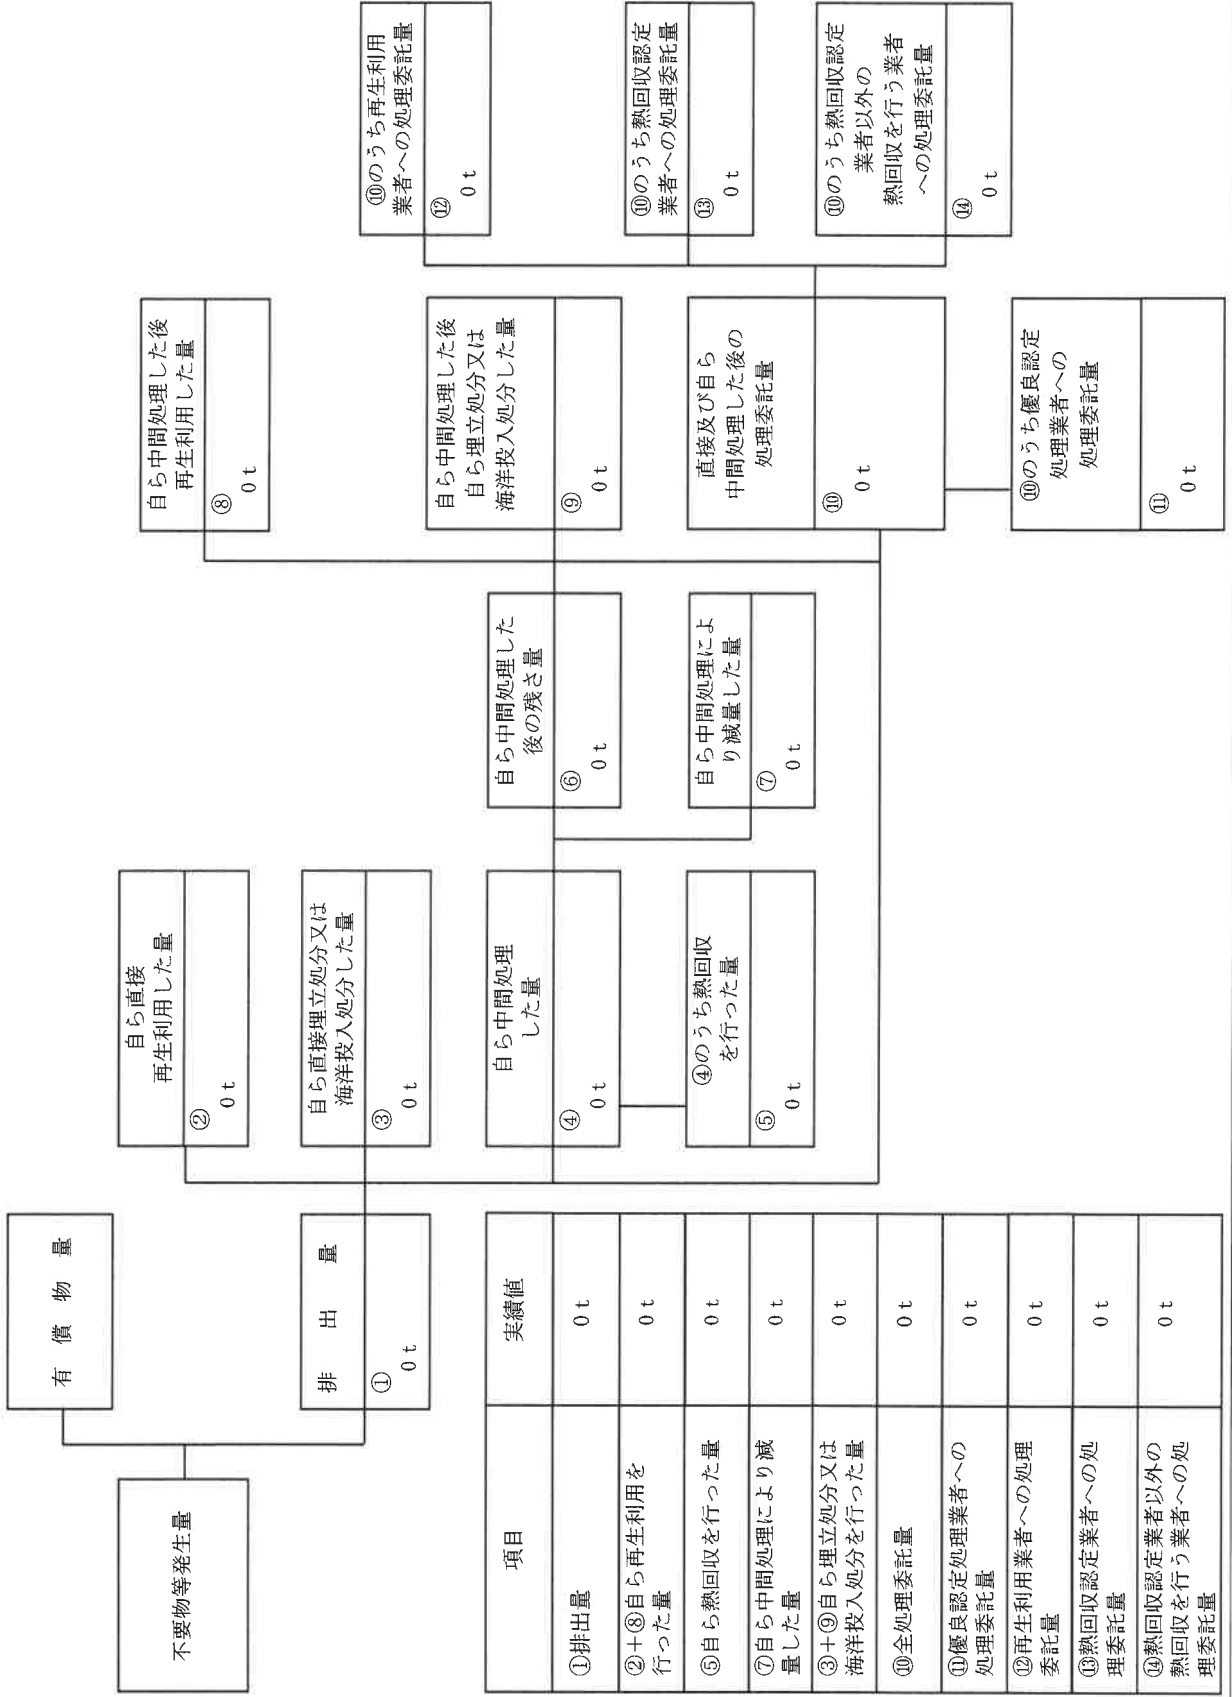 不要物等発生量
有償物量
排出量
①
0 t
自ら直接
再生利用した量
②
0 t
自ら直接埋立処分又は
海洋投入処分した量
③
0 t
自ら中間処理
した量
④
0 t
④のうち熱回収
を行った量
⑤
0 t
自ら中間処理した
後の残さ量
⑥
0 t
自ら中間処理によ
り減量した量
⑦
0 t
自ら中間処理した後
再生利用した量
⑧
0 t
自ら中間処理した後
自ら埋立処分又は
海洋投入処分した量
⑨
0 t
直接及び自ら
中間処理した後の
処理委託量
⑩
0 t
⑩のうち優良認定
処理業者への
処理委託量
⑪
0 t
⑩のうち再生利用
業者への処理委託量
⑫
0 t
⑩のうち熱回収認定
業者への処理委託量
⑬
0 t
⑩のうち熱回収認定
業者以外の
熱回収を行う業者
への処理委託量
⑭
0 t
項目 実績値
①排出量 0 t
②+⑧自ら再生利用を
行った量 0 t
⑤自ら熱回収を行った量 0 t
⑦自ら中間処理により減
量した量 0 t
③+⑨自ら埋立処分又は
海洋投入処分を行った量 0 t
⑩全処理委託量 0 t
⑪優良認定処理業者への
処理委託量 0 t
⑫再生利用業者への処理
委託量 0 t
⑬熱回収認定業者への処
理委託量 0 t
⑭熱回収認定業者以外の
熱回収を行う業者への処
理委託量 0 t